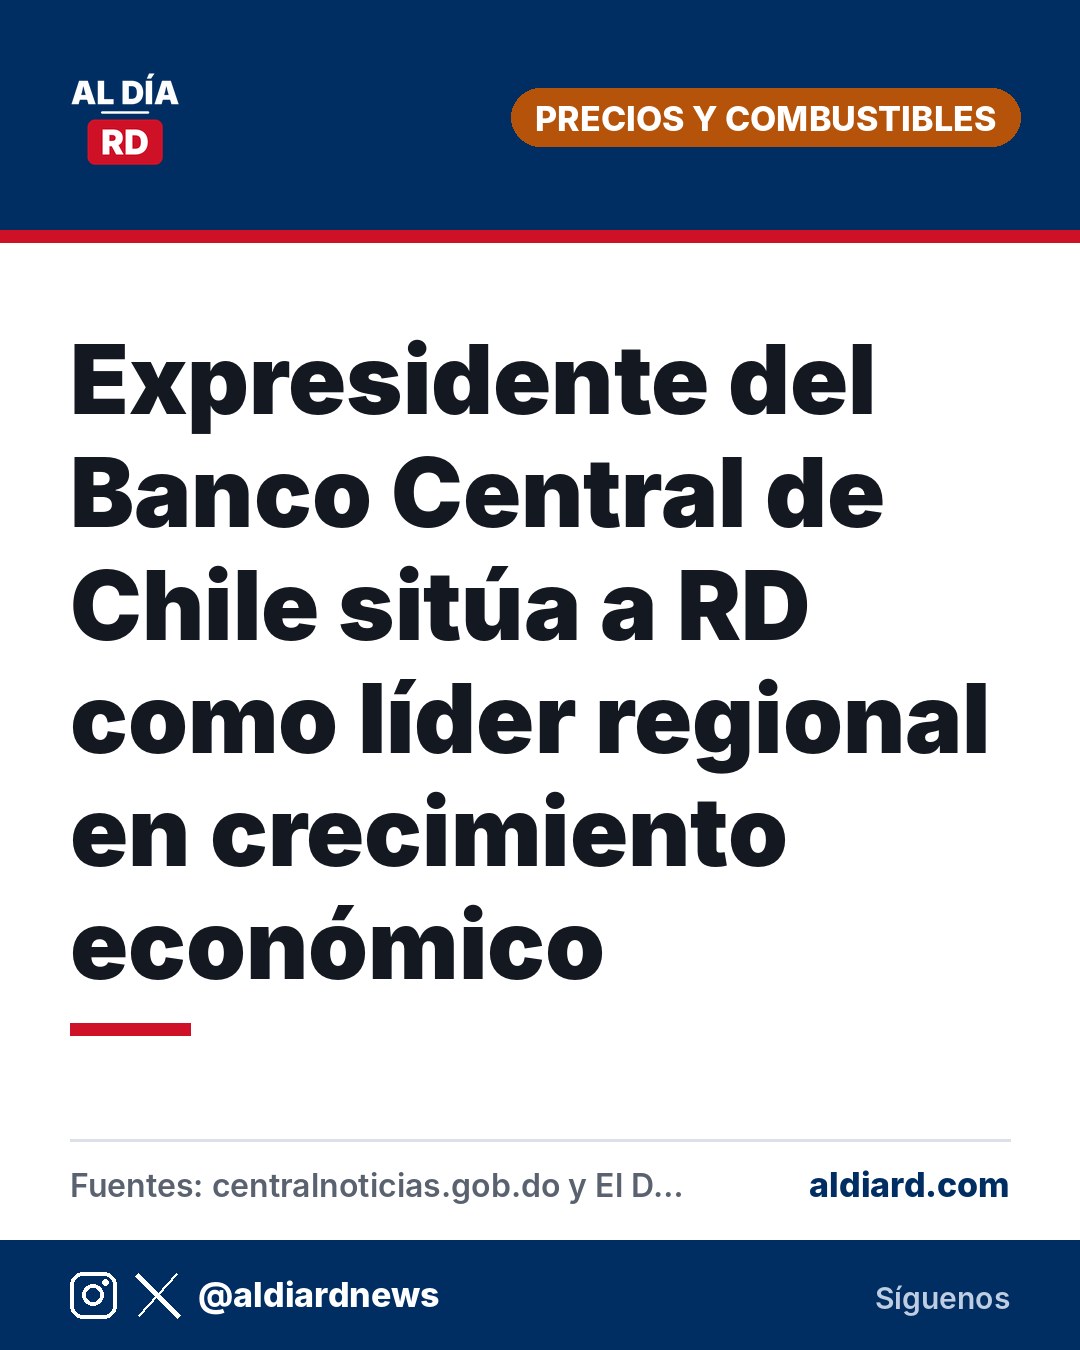 AL DÍA
RD
PRECIOS Y COMBUSTIBLES
Expresidente del
Banco Central de
Chile sitúa a RD
como líder regional
en crecimiento
económico
Fuentes: centralnoticias.gob.do y El D...
aldiard.com
@aldiardnews
Síguenos